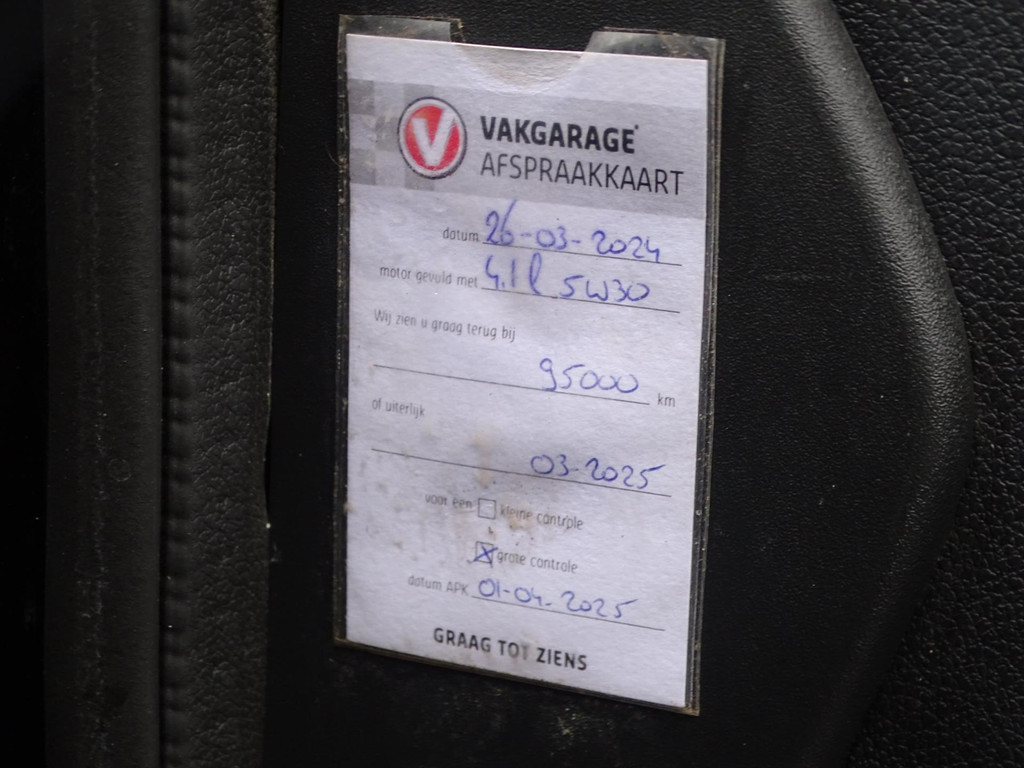 V VAKGARAGE
AFSPRAAKKAART
datum 26-03-2024
motor gevuld met 4.1 l 5W30
Wij zien u graag terug bij
95000 km
of uiterlijk
03-2025
voor een kleine controle
X grote controle
datum APK 01-04-2025
GRAAG TOT ZIENS